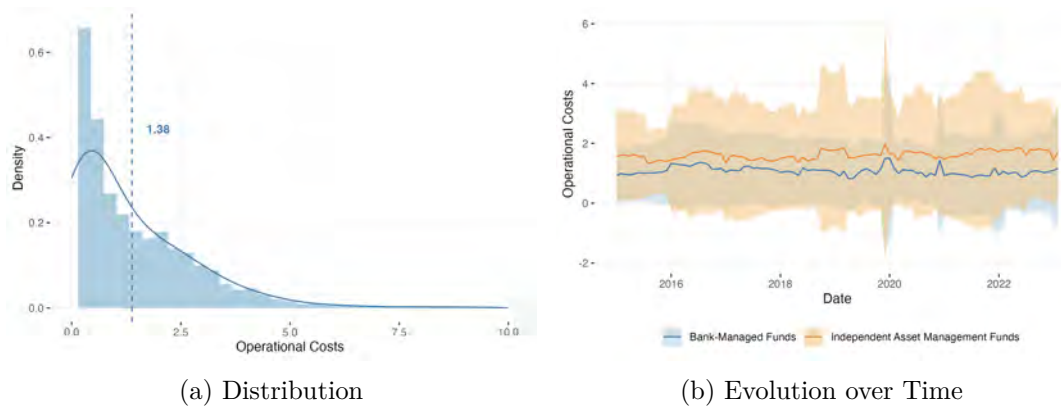 0.6
0.4
0.2
0.0
Density
1.38
0.0
2.5
5.0
7.5
10.0
Operational Costs
(a) Distribution
6
4
2
0
-2
Operational Costs
2016
2018
2020
2022
Date
Bank-Managed Funds
Independent Asset Management Funds
(b) Evolution over Time